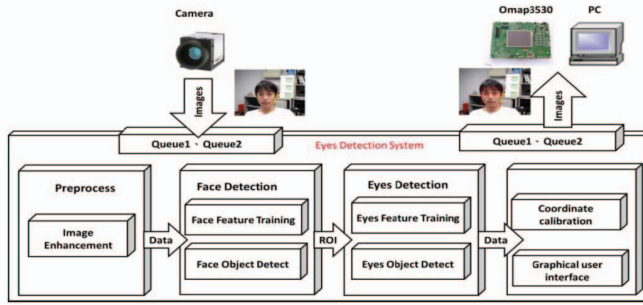 Camera
Omap3530
PC
Images
Images
Queue1、Queue2
Eyes Detection System
Queue1、Queue2
Preprocess
Image
Enhancement
Data
Face Detection
Face Feature Training
Face Object Detect
ROI
Eyes Detection
Eyes Feature Training
Eyes Object Detect
Data
Coordinate
calibration
Graphical user
interface